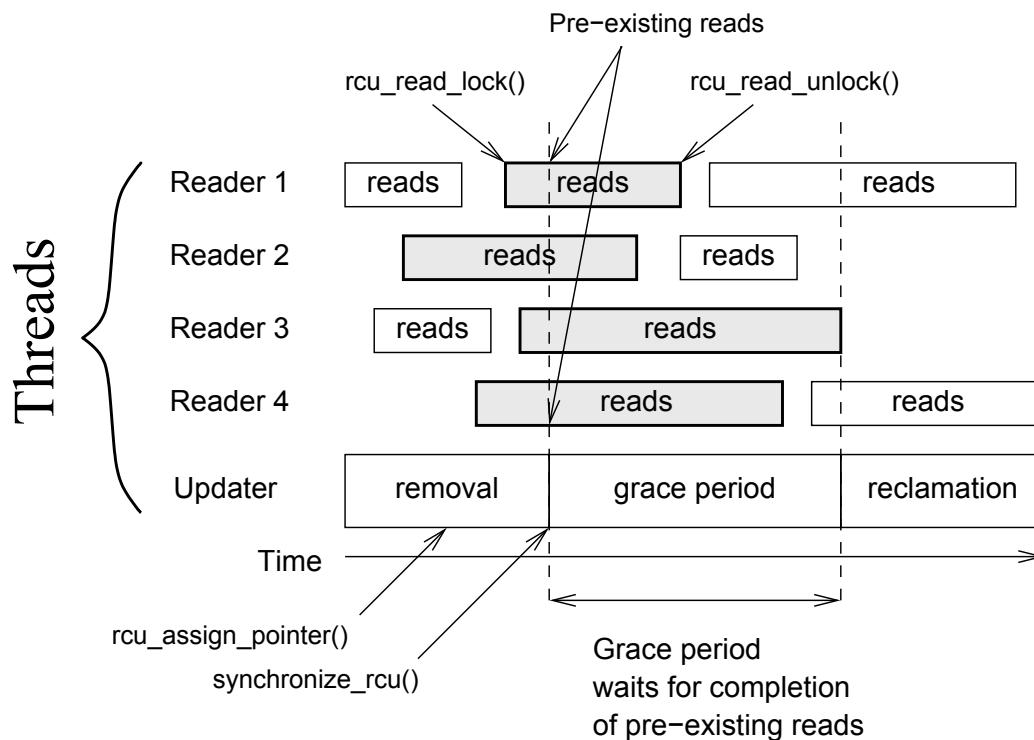 Pre−existing reads
rcu_read_lock()
rcu_read_unlock()
Threads
Reader 1
reads
reads
reads
Reader 2
reads
reads
Reader 3
reads
reads
Reader 4
reads
reads
Updater
removal
grace period
reclamation
Time
rcu_assign_pointer()
synchronize_rcu()
Grace period
waits for completion
of pre−existing reads